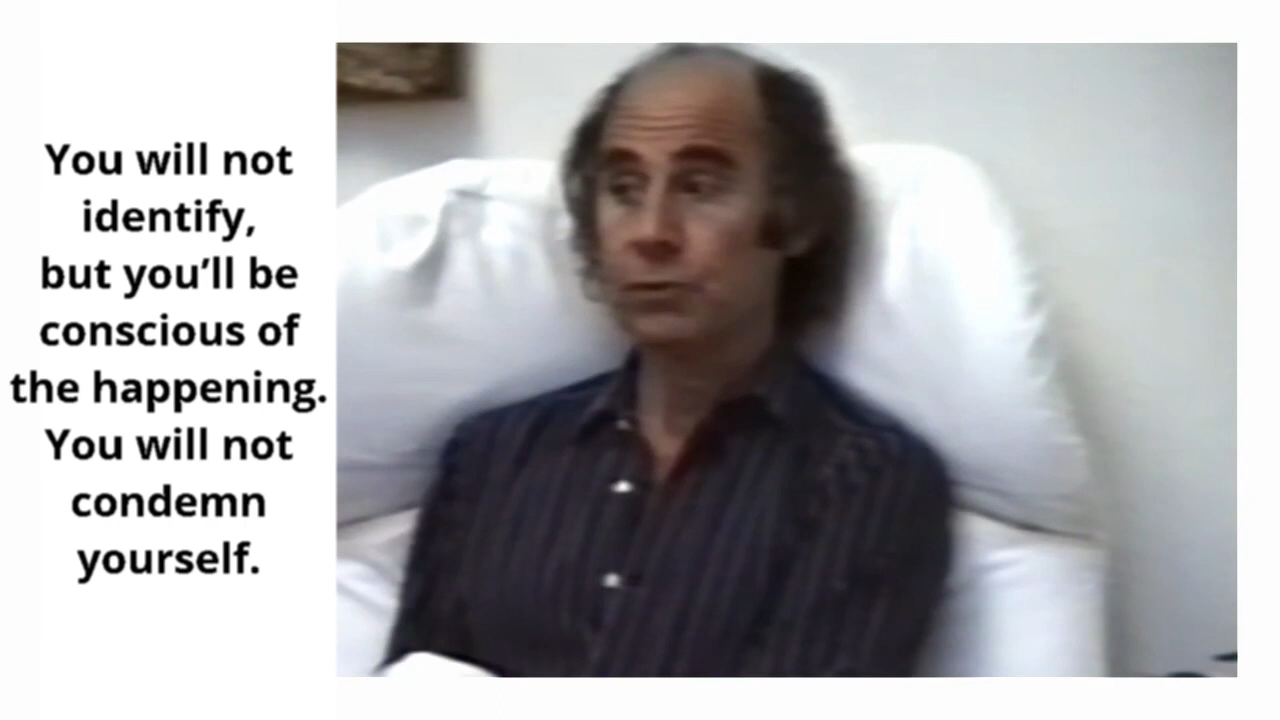 You will not
identify,
but you’ll be
conscious of
the happening.
You will not
condemn
yourself.